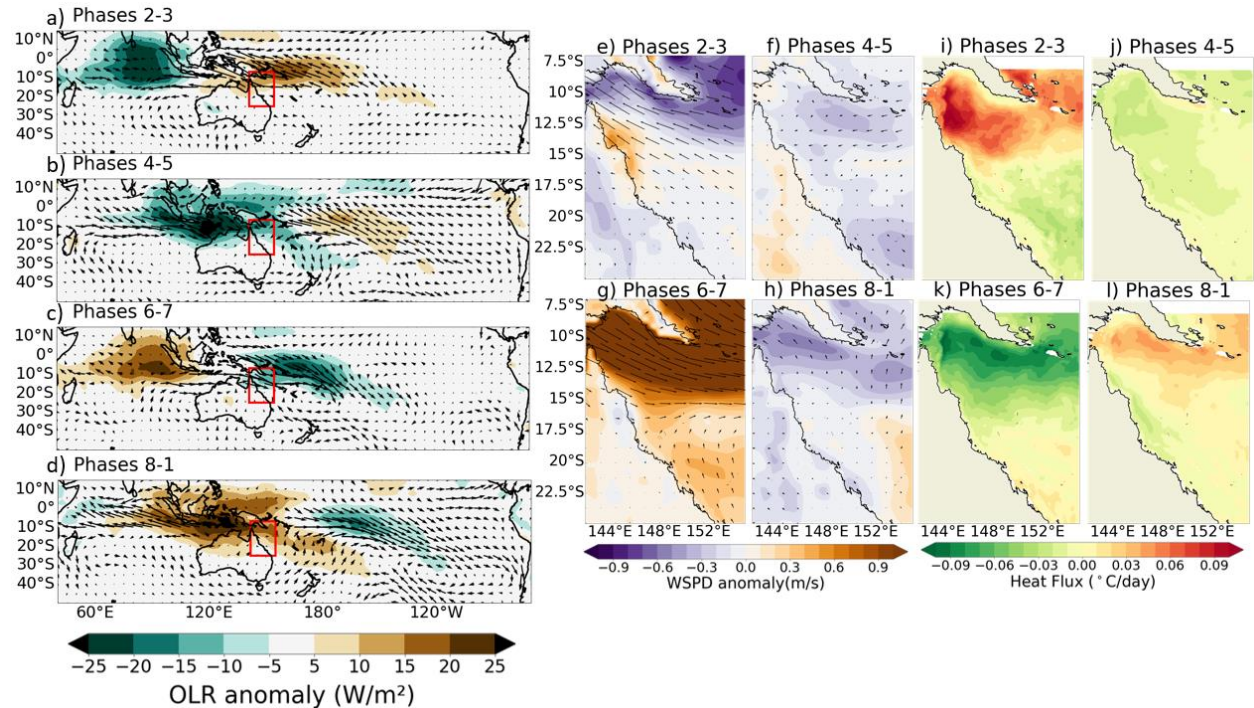 a) Phases 2-3
10°N
0°
10°S
20°S
30°S
40°S
b) Phases 4-5
10°N
0°
10°S
20°S
30°S
40°S
c) Phases 6-7
10°N
0°
10°S
20°S
30°S
40°S
d) Phases 8-1
10°N
0°
10°S
20°S
30°S
40°S
60°E 120°E 180° 120°W
−25 −20 −15 −10 −5 5 10 15 20 25
OLR anomaly (W/m²)
e) Phases 2-3 f) Phases 4-5
7.5°S
10°S
12.5°S
15°S
17.5°S
20°S
22.5°S
g) Phases 6-7 h) Phases 8-1
7.5°S
10°S
12.5°S
15°S
17.5°S
20°S
22.5°S
144°E 148°E 152°E 144°E 148°E 152°E
−0.9 −0.6 −0.3 0.0 0.3 0.6 0.9
WSPD anomaly(m/s)
i) Phases 2-3 j) Phases 4-5
k) Phases 6-7 l) Phases 8-1
144°E 148°E 152°E 144°E 148°E 152°E
−0.09 −0.06 −0.03 0.00 0.03 0.06 0.09
Heat Flux (°C/day)